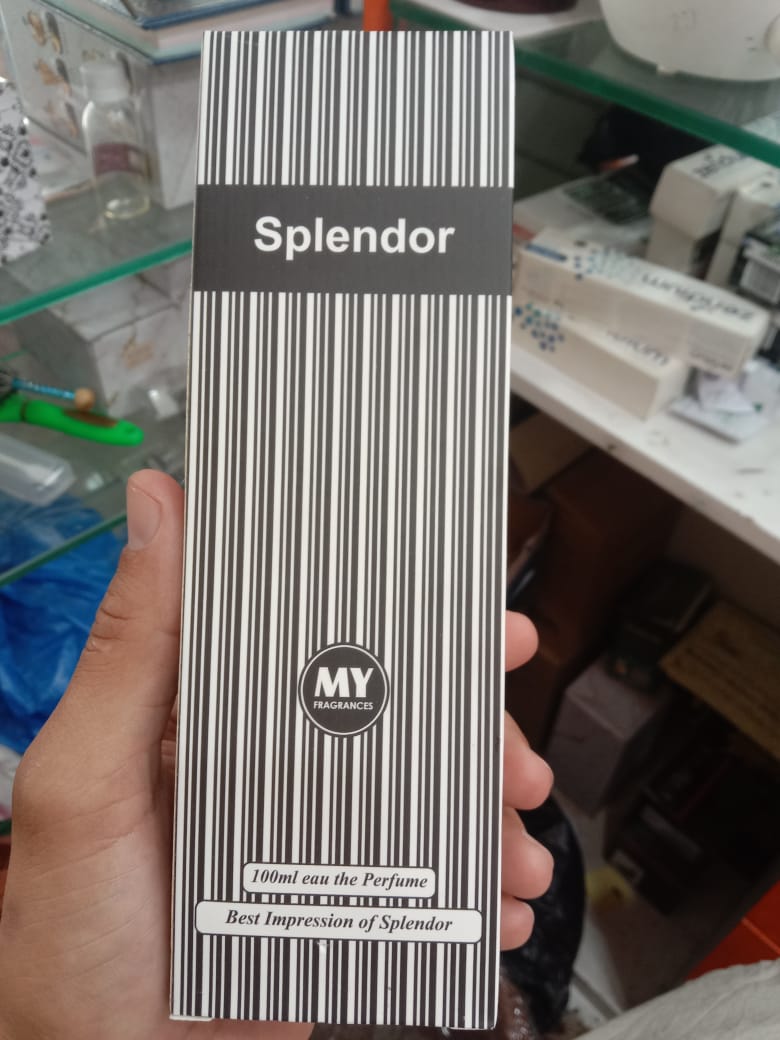 Splendor
MY
FRAGRANCES
100ml eau the Perfume
Best Impression of Splendor